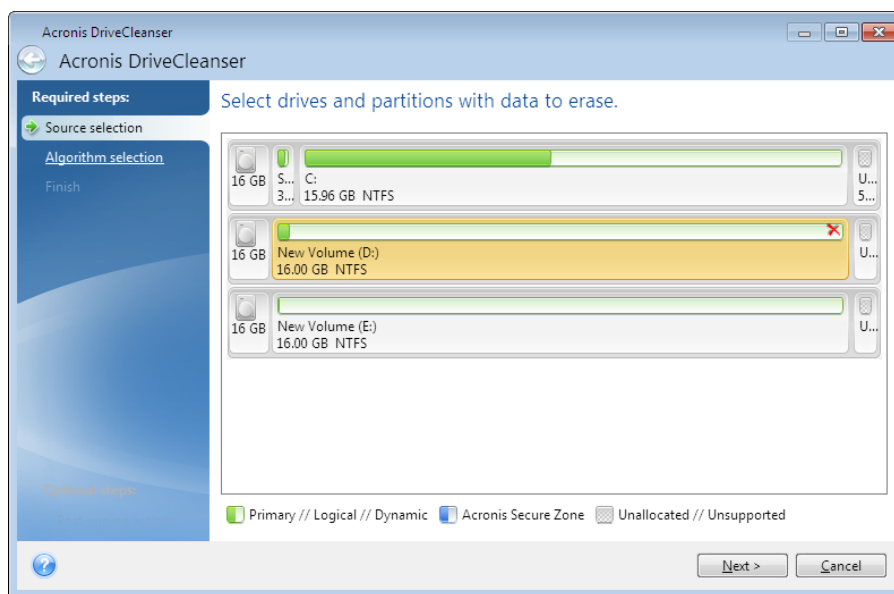 Acronis DriveCleanser
Acronis DriveCleanser
Required steps:
Source selection
Algorithm selection
Finish
Select drives and partitions with data to erase.
16 GB
S...
3...
C:
15.96 GB NTFS
U...
5...
16 GB
New Volume (D:)
16.00 GB NTFS
U...
16 GB
New Volume (E:)
16.00 GB NTFS
U...
Optional steps:
Primary // Logical // Dynamic
Acronis Secure Zone
Unallocated // Unsupported
?
Next >
Cancel